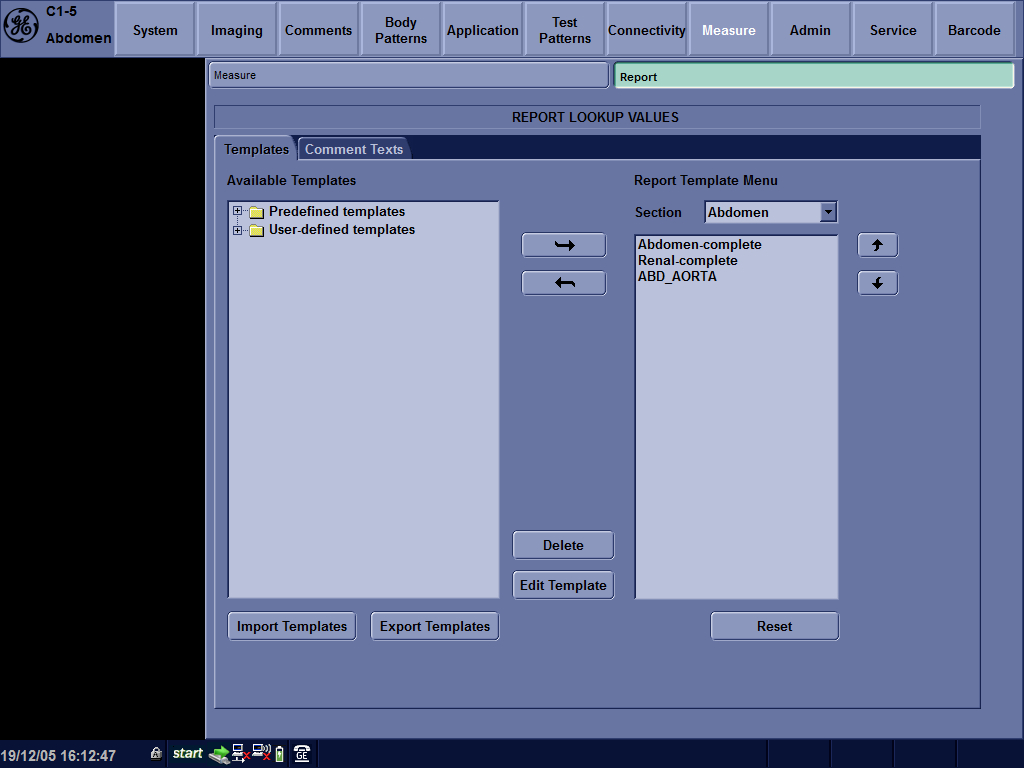 C1-5
Abdomen
System
Imaging
Comments
Body
Patterns
Application
Test
Patterns
Connectivity
Measure
Admin
Service
Barcode
Measure
Report
REPORT LOOKUP VALUES
Templates
Comment Texts
Available Templates
Predefined templates
User-defined templates
Report Template Menu
Section
Abdomen
Abdomen-complete
Renal-complete
ABD_AORTA
Delete
Edit Template
Import Templates
Export Templates
Reset
19/12/05 16:12:47
start
GE